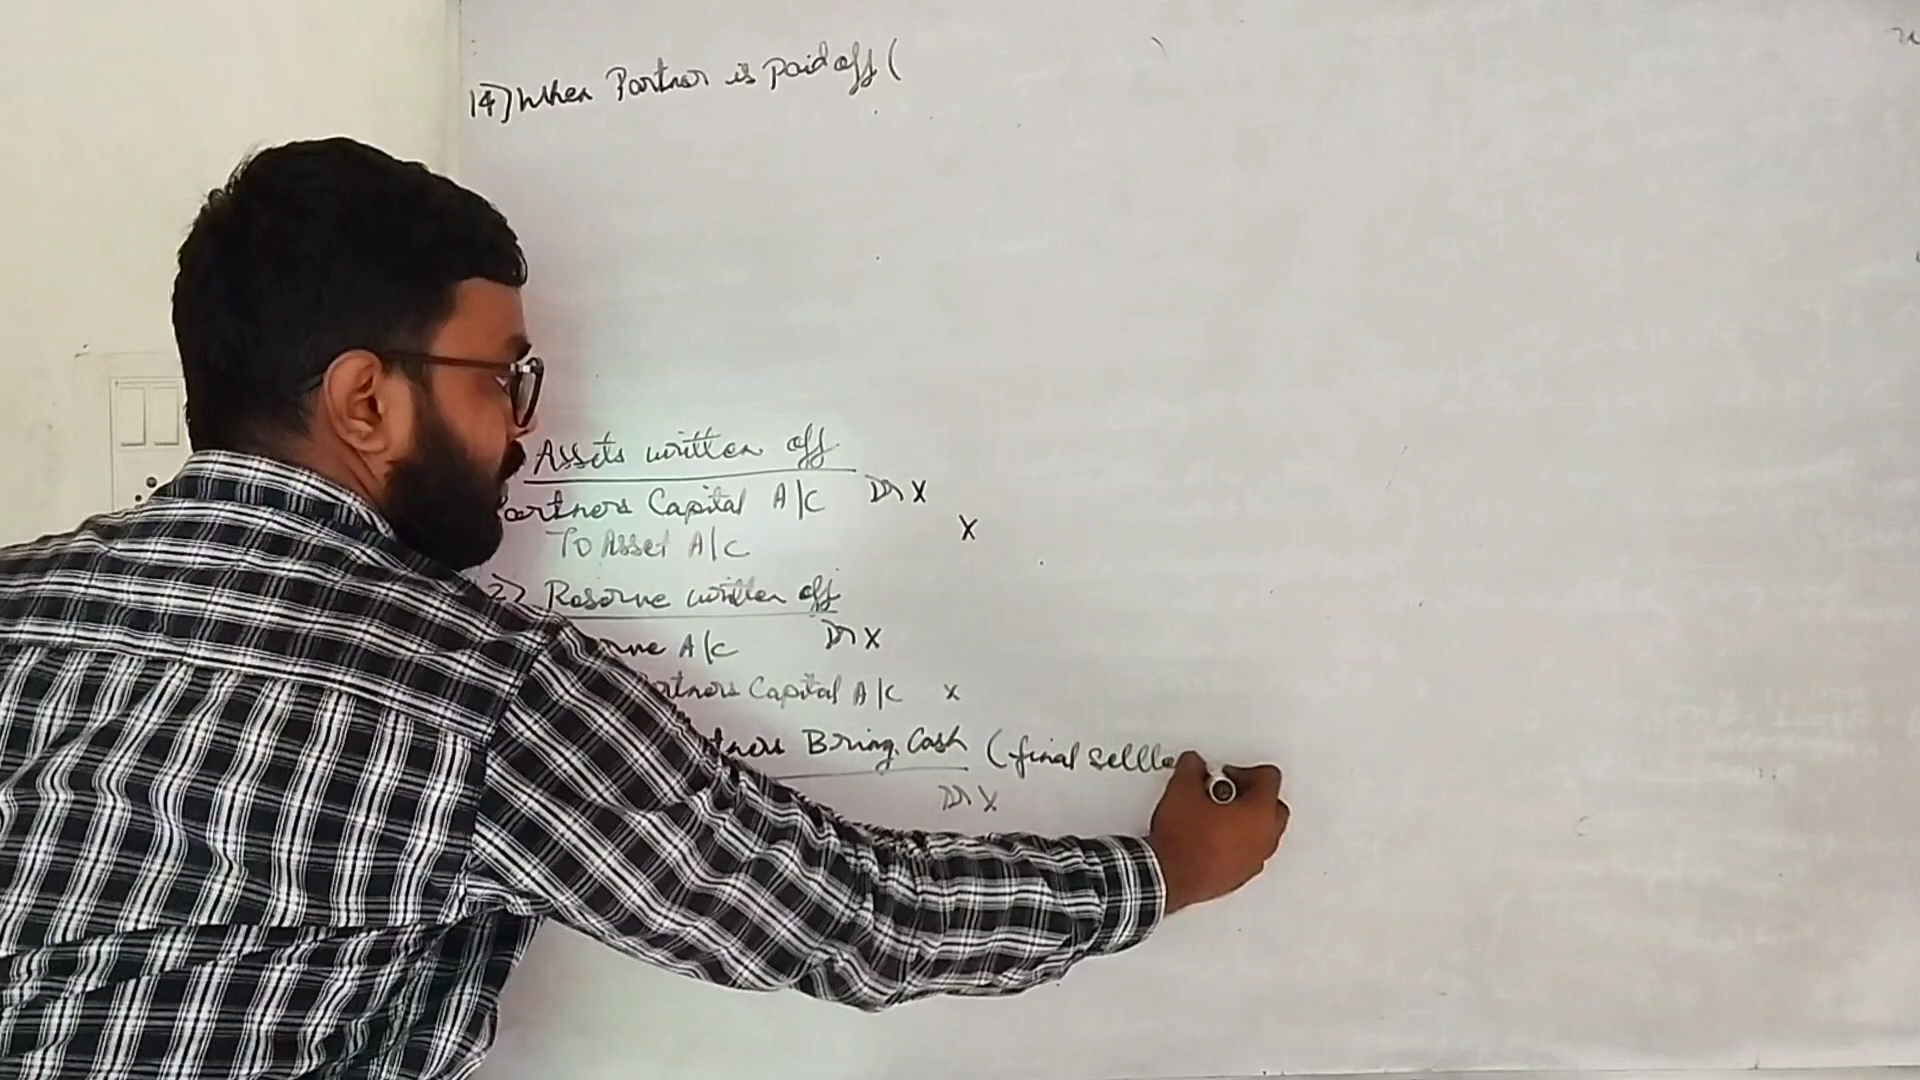 14) When Partner is Paid off (                    )
Assets written off
artners Capital A/C Dr X
To Asset A/C X
2) Reserve written off
rve A/C Dr X
artners Capital A/C x
tners Bring Cash (final settle
Dr X